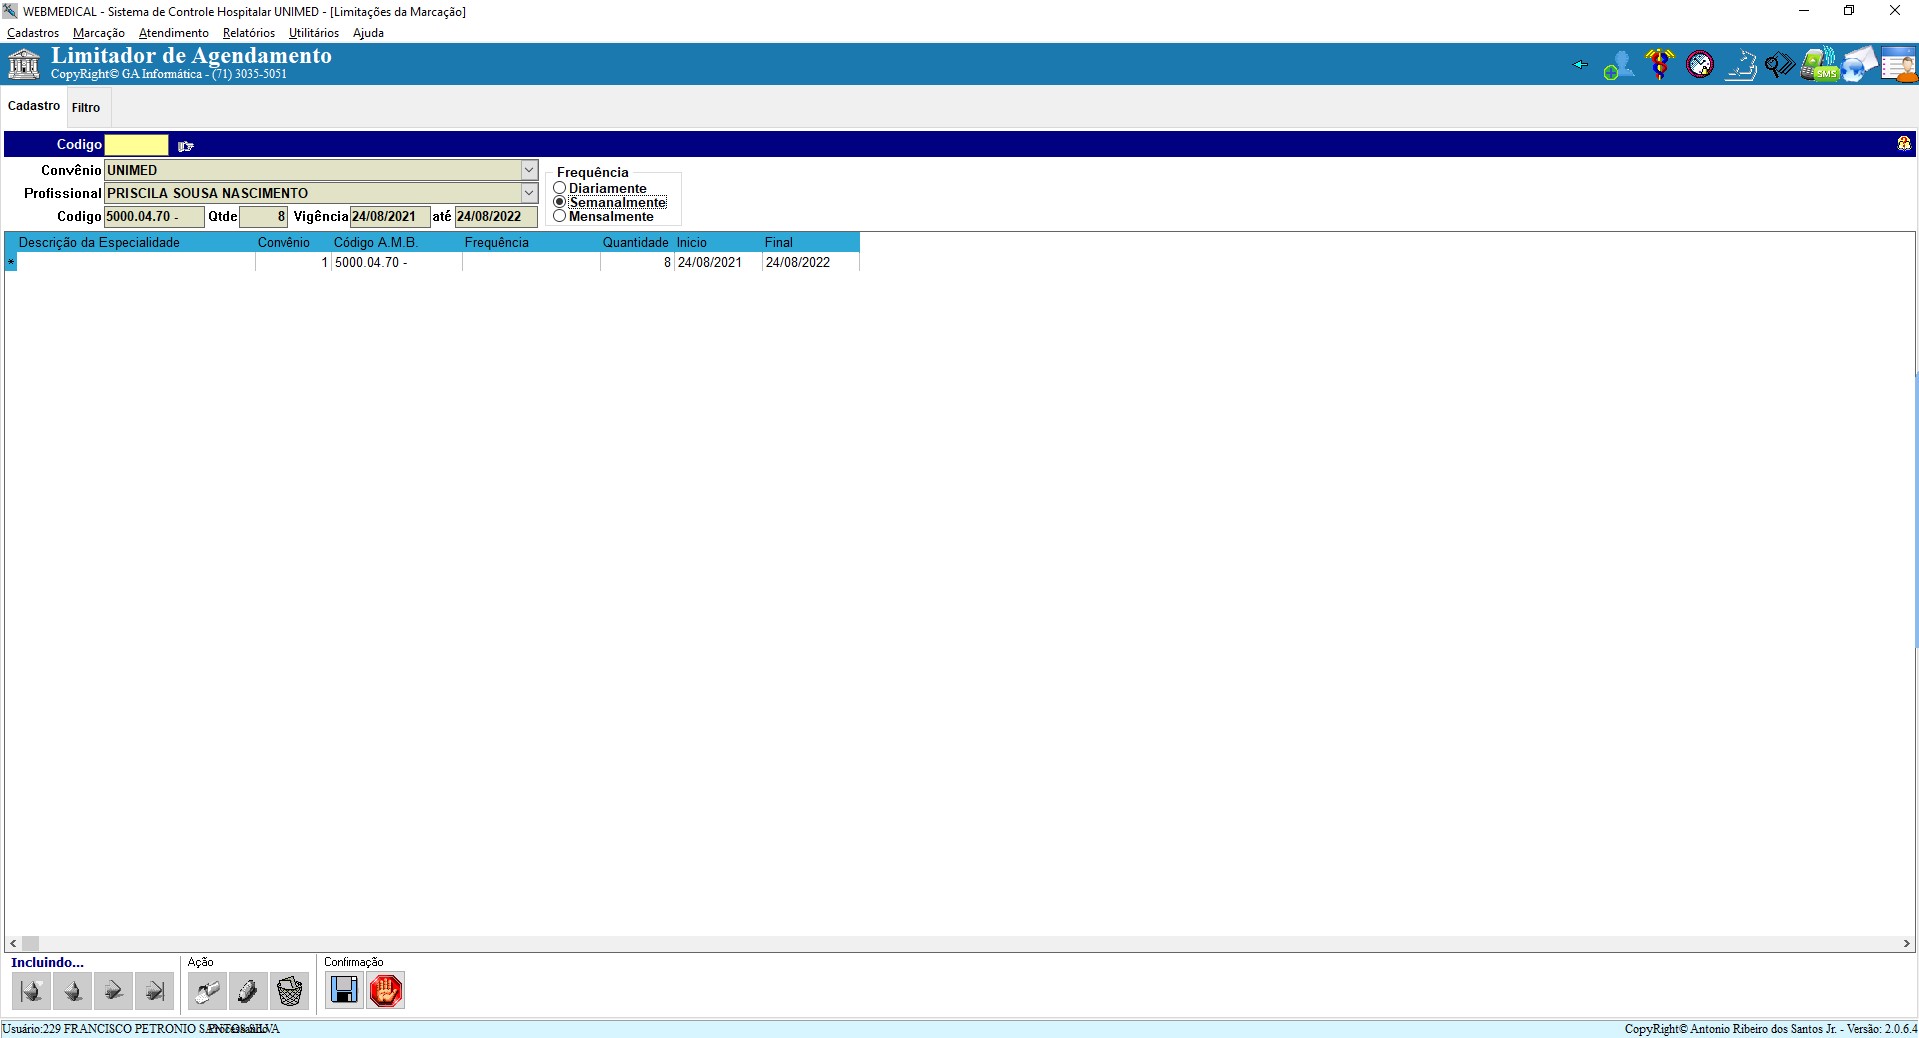 WEBMEDICAL - Sistema de Controle Hospitalar UNIMED - [Limitações da Marcação]
Cadastros Marcação Atendimento Relatórios Utilitários Ajuda
Limitador de Agendamento
CopyRight© GA Informática - (71) 3035-5051
SMS
Cadastro Filtro
Codigo
Convênio UNIMED
Profissional PRISCILA SOUSA NASCIMENTO
Codigo 5000.04.70 - Qtde 8 Vigência 24/08/2021 até 24/08/2022
Frequência
Diariamente
Semanalmente
Mensalmente
Descrição da Especialidade Convênio Código A.M.B. Frequência Quantidade Inicio Final
* 1 5000.04.70 - 8 24/08/2021 24/08/2022
Incluindo... Ação Confirmação
Usuário:229 FRANCISCO PETRONIO CopyRight© Antonio Ribeiro dos Santos Jr. - Versão: 2.0.6.4